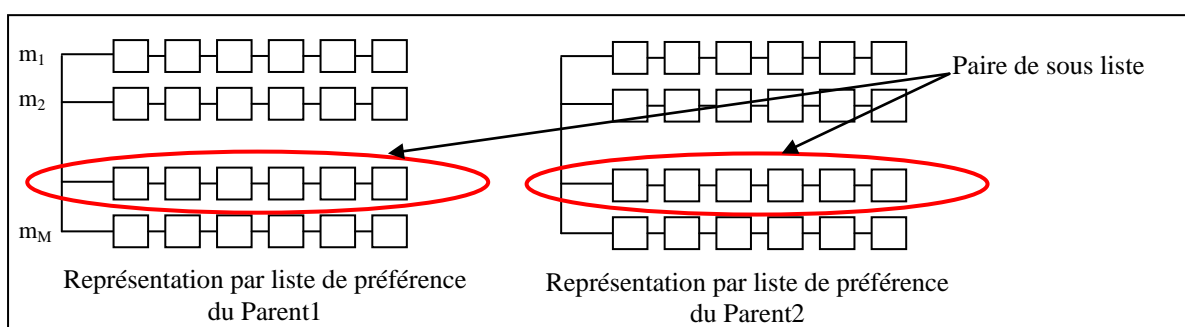 m₁
m₂
m_M
Paire de sous liste
Représentation par liste de préférence
du Parent1
Représentation par liste de préférence
du Parent2